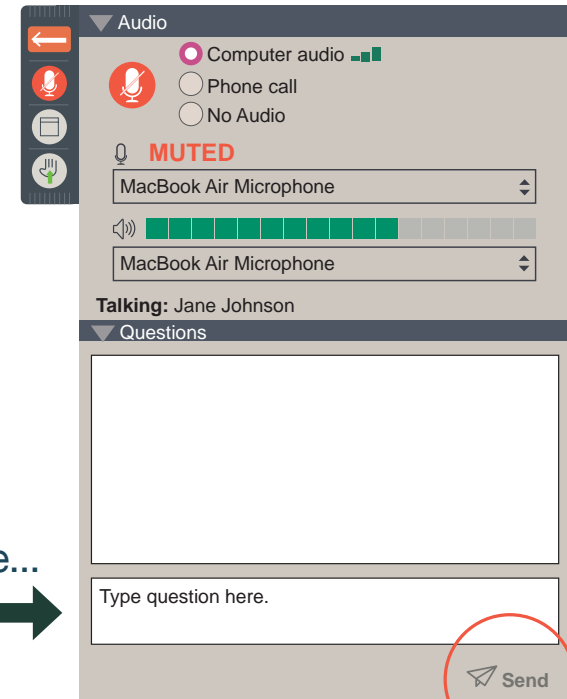 Audio
Computer audio
Phone call
No Audio
MUTED
MacBook Air Microphone
MacBook Air Microphone
Talking: Jane Johnson
Questions
e...
Type question here.
Send